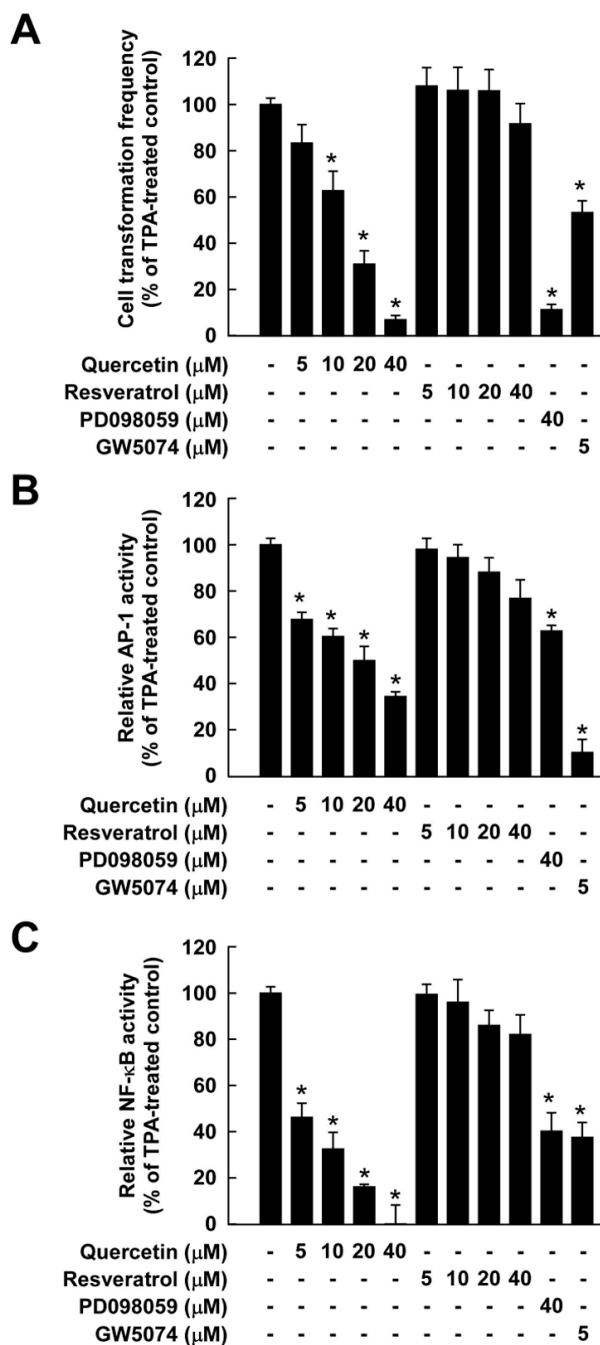 A
Cell transformation frequency
(% of TPA-treated control)
120
100
80
60
40
20
0
* * * * *
Quercetin (μM) - 5 10 20 40 - - - - - -
Resveratrol (μM) - - - - - 5 10 20 40 - -
PD098059 (μM) - - - - - - - - - 40 -
GW5074 (μM) - - - - - - - - - - 5
B
Relative AP-1 activity
(% of TPA-treated control)
120
100
80
60
40
20
0
* * * * * *
Quercetin (μM) - 5 10 20 40 - - - - - -
Resveratrol (μM) - - - - - 5 10 20 40 - -
PD098059 (μM) - - - - - - - - - 40 -
GW5074 (μM) - - - - - - - - - - 5
C
Relative NF-κB activity
(% of TPA-treated control)
120
100
80
60
40
20
0
* * * * * *
Quercetin (μM) - 5 10 20 40 - - - - - -
Resveratrol (μM) - - - - - 5 10 20 40 - -
PD098059 (μM) - - - - - - - - - 40 -
GW5074 (μM) - - - - - - - - - - 5